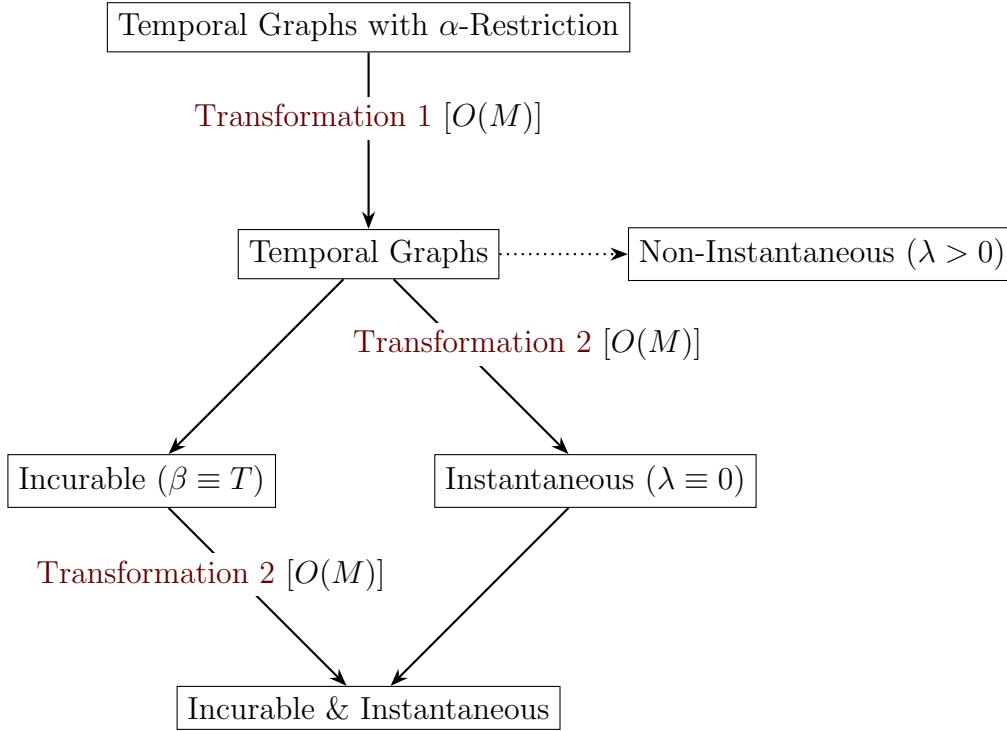 Temporal Graphs with α-Restriction
Transformation 1 [O(M)]
Temporal Graphs
Non-Instantaneous (λ > 0)
Transformation 2 [O(M)]
Incurable (β ≡ T)
Instantaneous (λ ≡ 0)
Transformation 2 [O(M)]
Incurable & Instantaneous